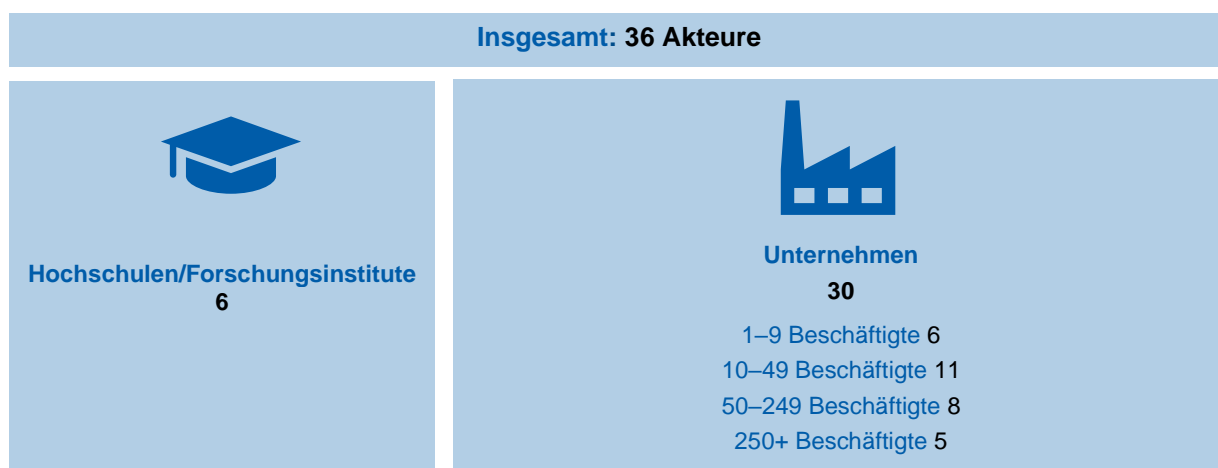 Insgesamt: 36 Akteure
Hochschulen/Forschungsinstitute
6
Unternehmen
30
1–9 Beschäftigte 6
10–49 Beschäftigte 11
50–249 Beschäftigte 8
250+ Beschäftigte 5